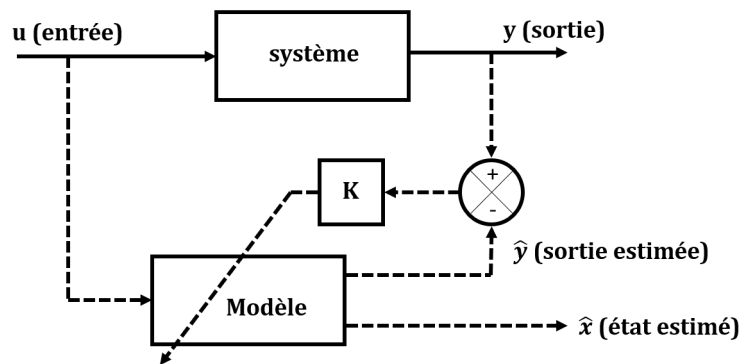 u (entrée)
système
y (sortie)
+
-
K
ŷ (sortie estimée)
Modèle
x̂ (état estimé)